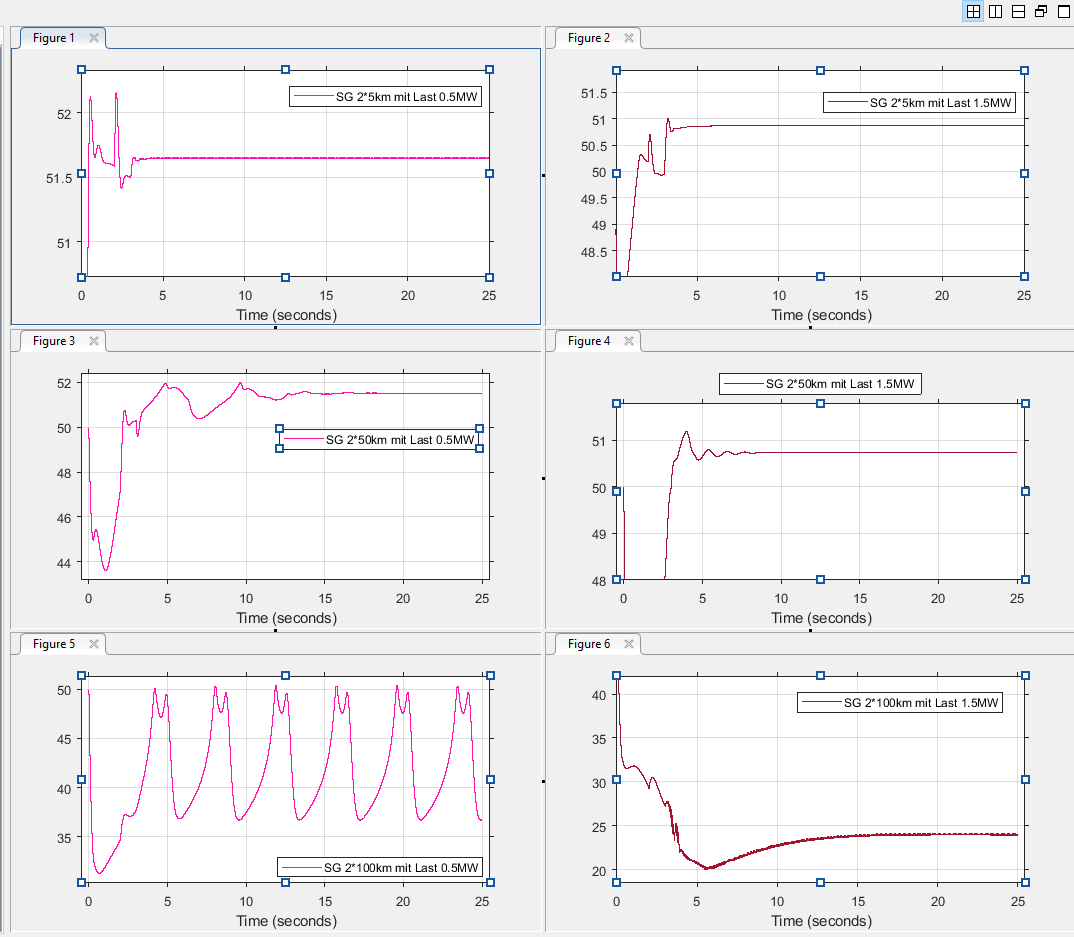 Figure 1
SG 2*5km mit Last 0.5MW
52
51.5
51
0 5 10 15 20 25
Time (seconds)
Figure 2
SG 2*5km mit Last 1.5MW
51.5
51
50.5
50
49.5
49
48.5
5 10 15 20 25
Time (seconds)
Figure 3
52
50
48
46
44
SG 2*50km mit Last 0.5MW
0 5 10 15 20 25
Time (seconds)
Figure 4
SG 2*50km mit Last 1.5MW
51
50
49
48
0 5 10 15 20 25
Time (seconds)
Figure 5
50
45
40
35
SG 2*100km mit Last 0.5MW
0 5 10 15 20 25
Time (seconds)
Figure 6
SG 2*100km mit Last 1.5MW
40
35
30
25
20
0 5 10 15 20 25
Time (seconds)